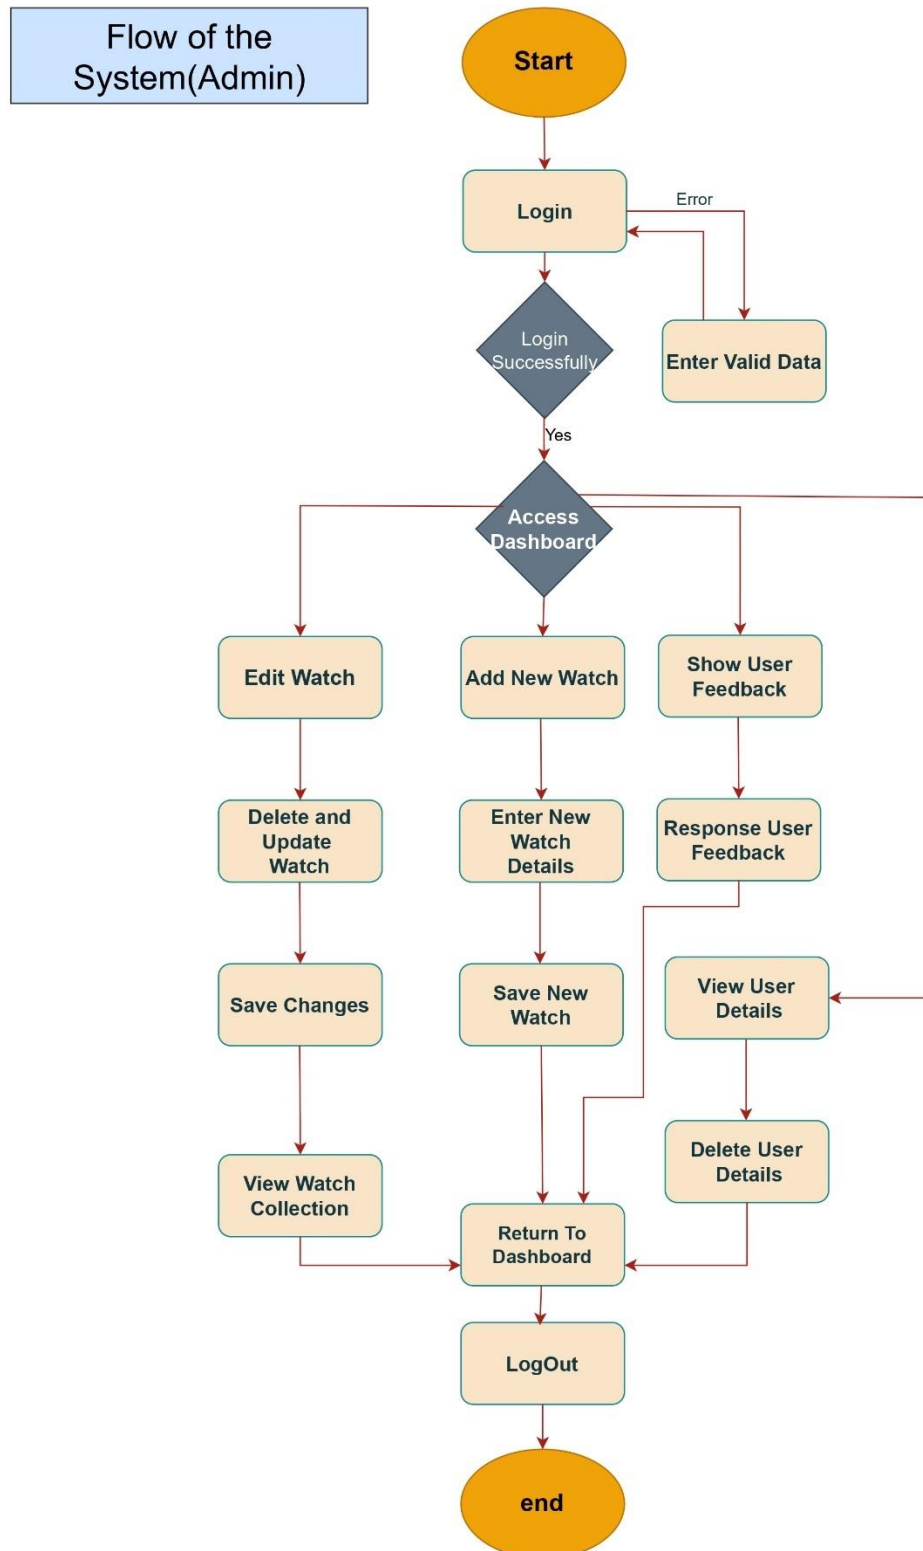 Flow of the
System(Admin)
Start
Login
Error
Login
Successfully
Enter Valid Data
Yes
Access
Dashboard
Edit Watch
Add New Watch
Show User
Feedback
Delete and
Update
Watch
Enter New
Watch
Details
Response User
Feedback
Save Changes
Save New
Watch
View User
Details
View Watch
Collection
Delete User
Details
Return To
Dashboard
LogOut
end